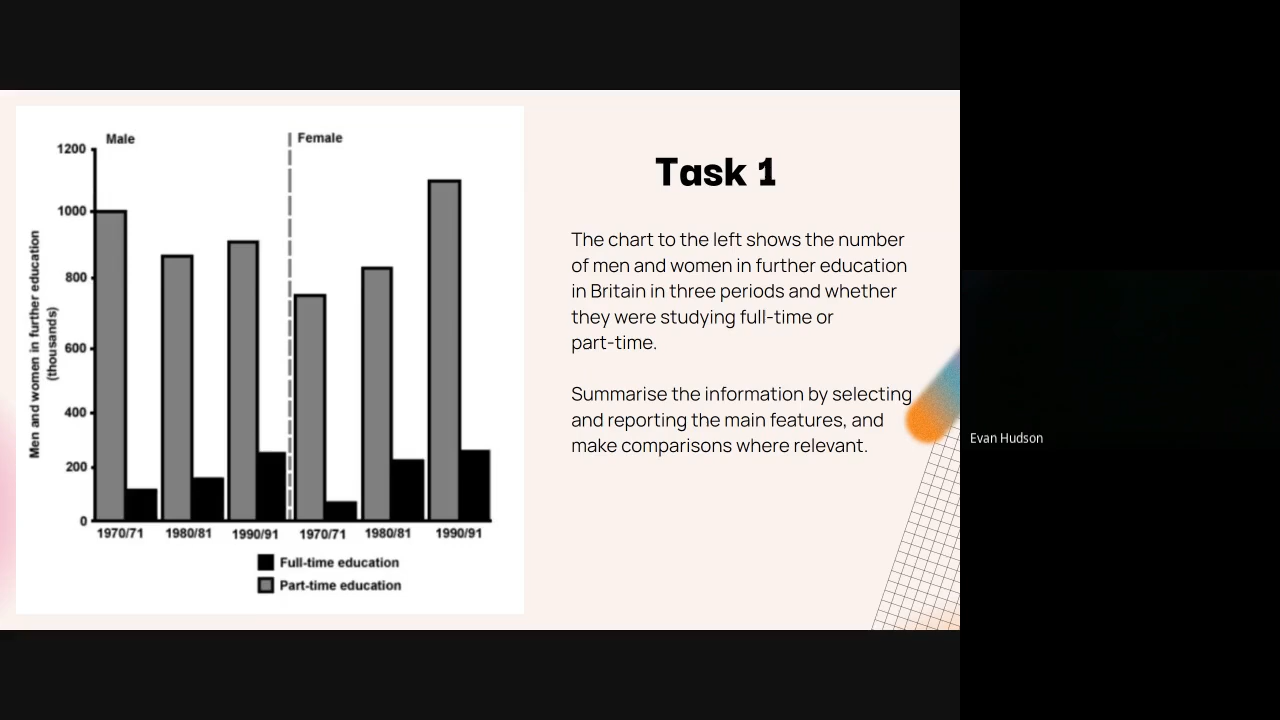 Male
Female
1200
1000
800
600
400
200
0
Men and women in further education
(thousands)
1970/71
1980/81
1990/91
1970/71
1980/81
1990/91
Full-time education
Part-time education
Task 1
The chart to the left shows the number
of men and women in further education
in Britain in three periods and whether
they were studying full-time or
part-time.
Summarise the information by selecting
and reporting the main features, and
make comparisons where relevant.
Evan Hudson